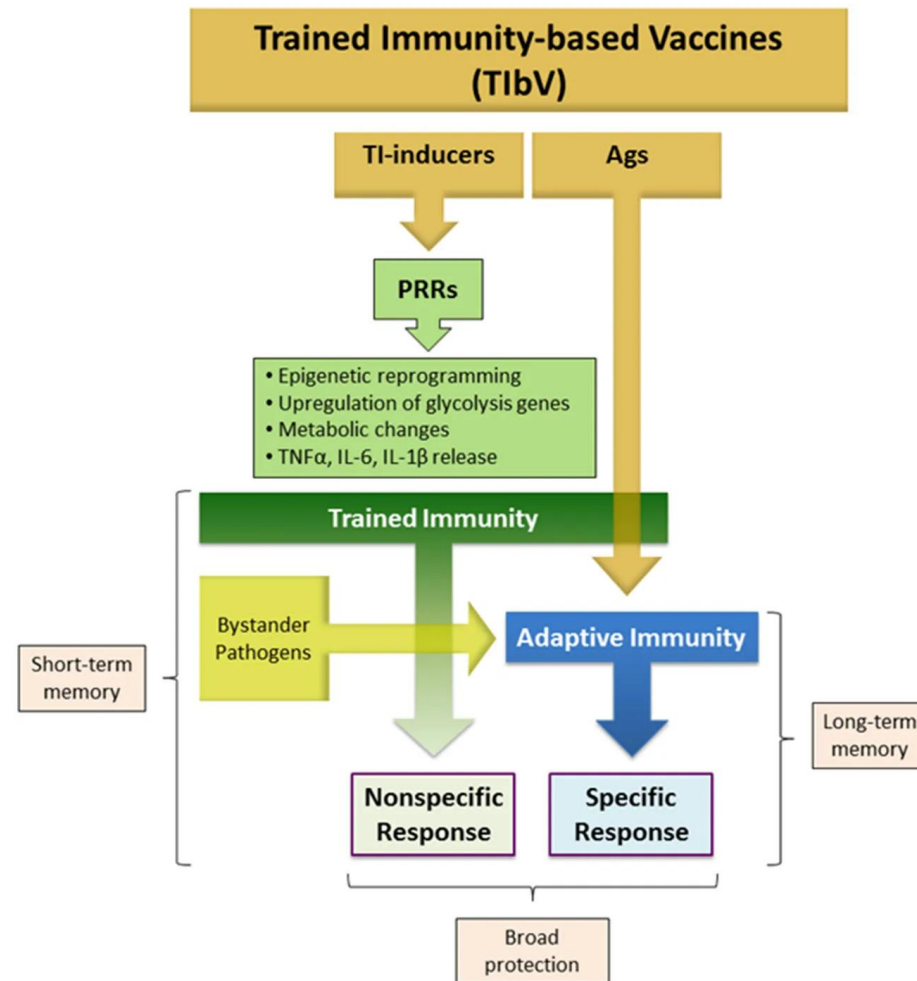 Trained Immunity-based Vaccines
(TIbV)
TI-inducers
Ags
PRRs
• Epigenetic reprogramming
• Upregulation of glycolysis genes
• Metabolic changes
• TNFα, IL-6, IL-1β release
Trained Immunity
Bystander
Pathogens
Adaptive Immunity
Short-term
memory
Long-term
memory
Nonspecific
Response
Specific
Response
Broad
protection